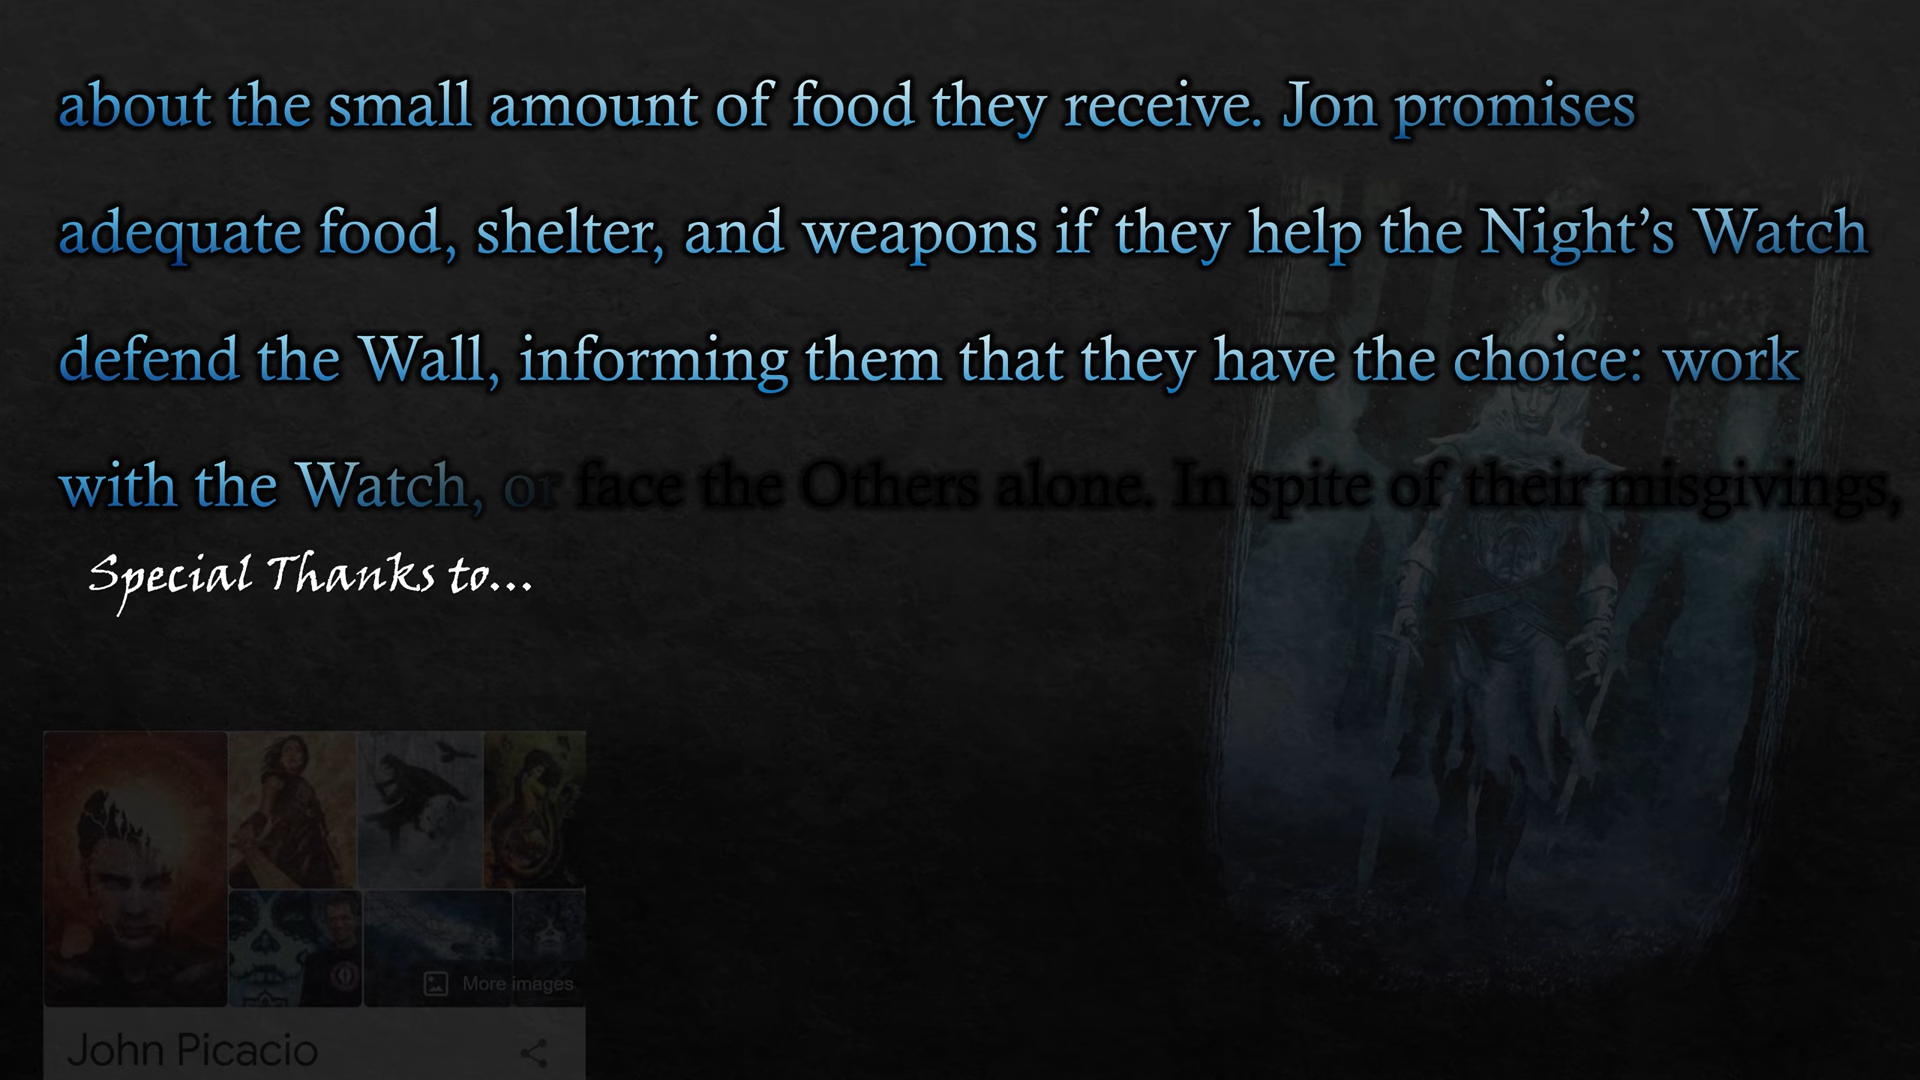 about the small amount of food they receive. Jon promises
adequate food, shelter, and weapons if they help the Night’s Watch
defend the Wall, informing them that they have the choice: work
with the Watch, or face the Others alone. In spite of their misgivings,
Special Thanks to...
More images
John Picacio